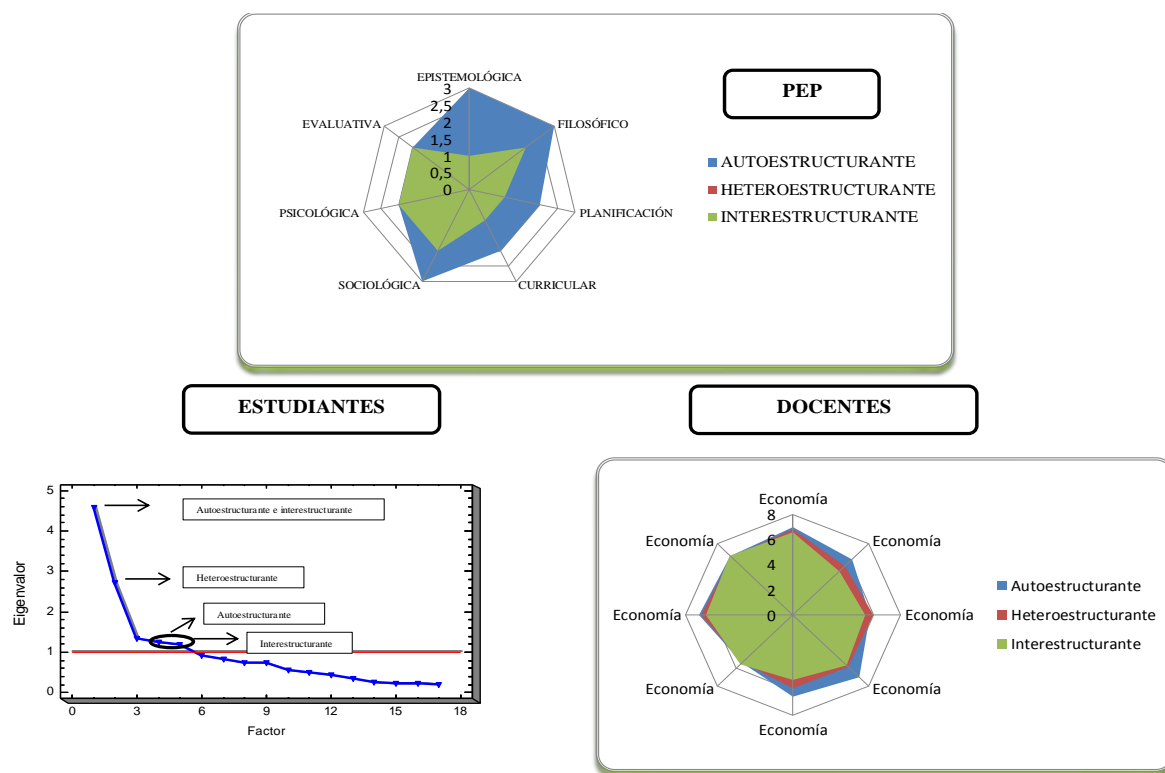 EPISTEMOLÓGICA
FILOSÓFICO
PLANIFICACIÓN
CURRICULAR
SOCIOLÓGICA
PSICOLÓGICA
EVALUATIVA
3
2,5
2
1,5
1
0,5
0
PEP
AUTOESTRUCTURANTE
HETEROESTRUCTURANTE
INTERESTRUCTURANTE
ESTUDIANTES
Eigenvalor
5
4
3
2
1
0
0 3 6 9 12 15 18
Factor
Autoestructurante e interestructurante
Heteroestructurante
Autoestructurante
Interestructurante
DOCENTES
Economía
Economía
Economía
Economía
Economía
Economía
Economía
Economía
8
6
4
2
0
Autoestructurante
Heteroestructurante
Interestructurante